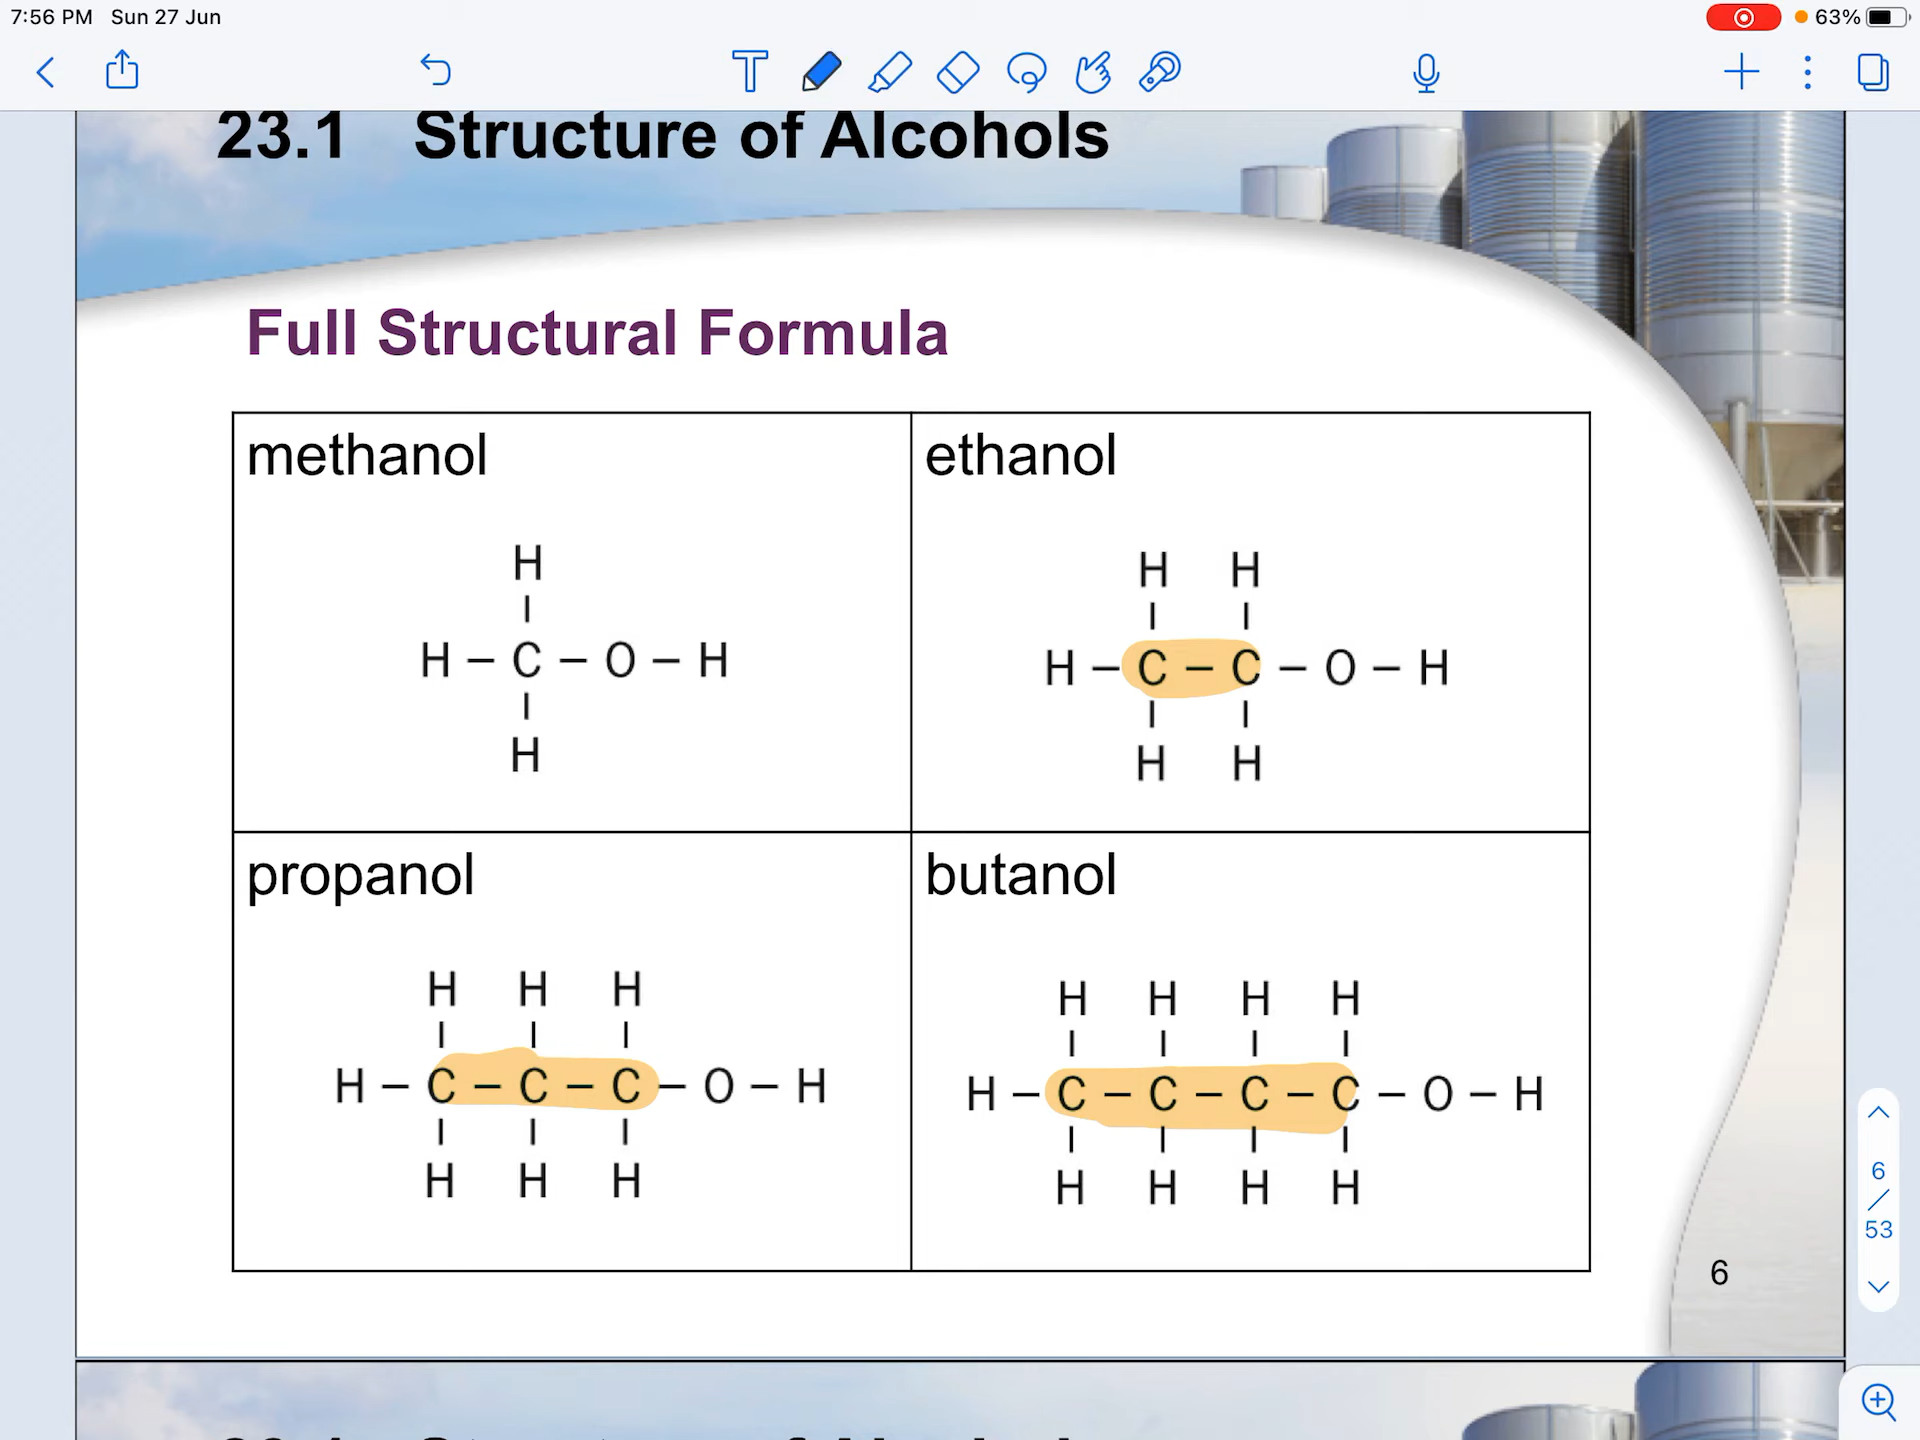 7:56 PM Sun 27 Jun
63%
23.1 Structure of Alcohols
Full Structural Formula
methanol
H
H – C – O – H
H
ethanol
H H
H – C – C – O – H
H H
propanol
H H H
H – C – C – C – O – H
H H H
butanol
H H H H
H – C – C – C – C – O – H
H H H H
6
/
53
6